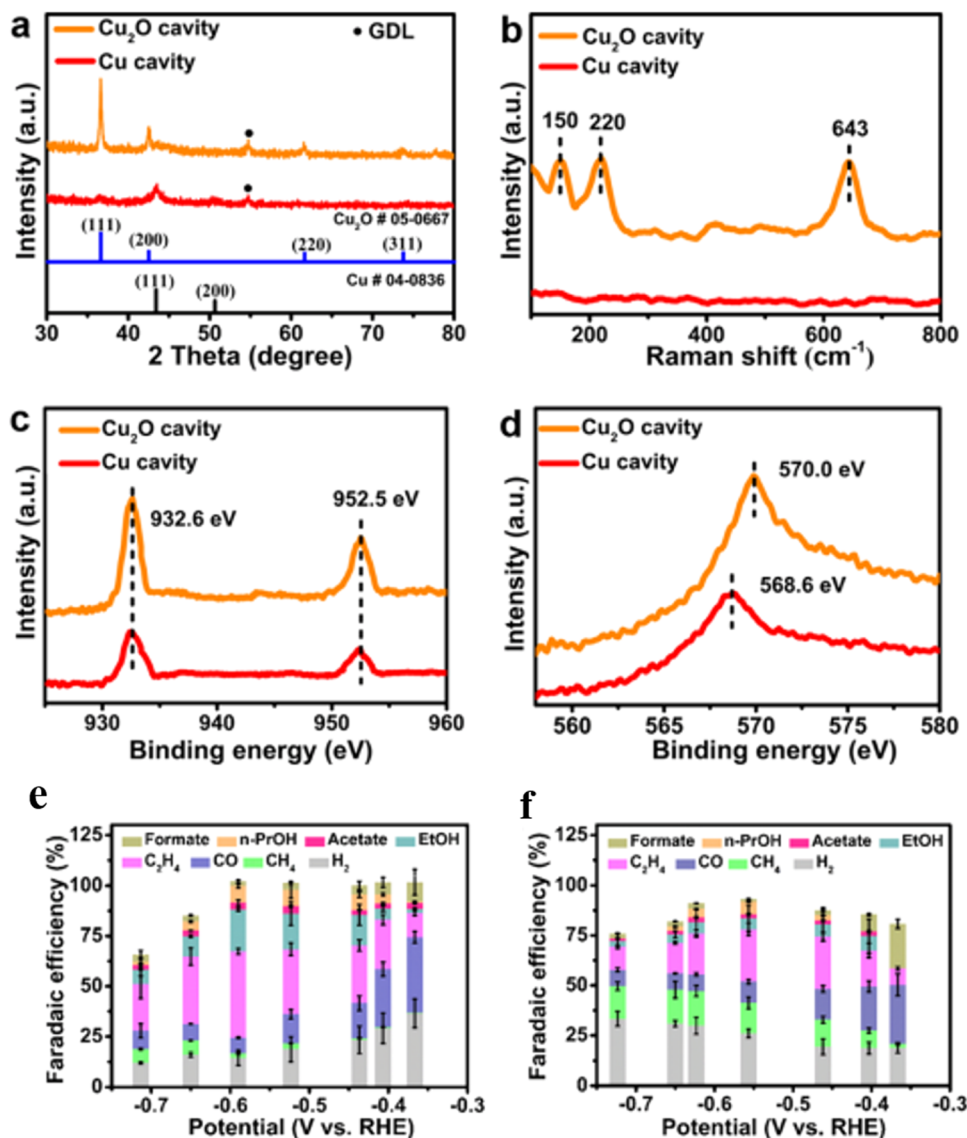 a
Cu₂O cavity
Cu cavity
• GDL
Cu₂O # 05-0667
(111)
(200)
(220)
(311)
Cu # 04-0836
(111)
(200)
Intensity (a.u.)
30 40 50 60 70 80
2 Theta (degree)
b
Cu₂O cavity
Cu cavity
150
220
643
Intensity (a.u.)
200 400 600 800
Raman shift (cm⁻¹)
c
Cu₂O cavity
Cu cavity
932.6 eV
952.5 eV
Intensity (a.u.)
930 940 950 960
Binding energy (eV)
d
Cu₂O cavity
Cu cavity
570.0 eV
568.6 eV
Intensity (a.u.)
560 565 570 575 580
Binding energy (eV)
e
Formate n-PrOH Acetate EtOH
C₂H₄ CO CH₄ H₂
Faradaic efficiency (%)
125
100
75
50
25
0
-0.7 -0.6 -0.5 -0.4 -0.3
Potential (V vs. RHE)
f
Formate n-PrOH Acetate EtOH
C₂H₄ CO CH₄ H₂
Faradaic efficiency (%)
125
100
75
50
25
0
-0.7 -0.6 -0.5 -0.4 -0.3
Potential (V vs. RHE)